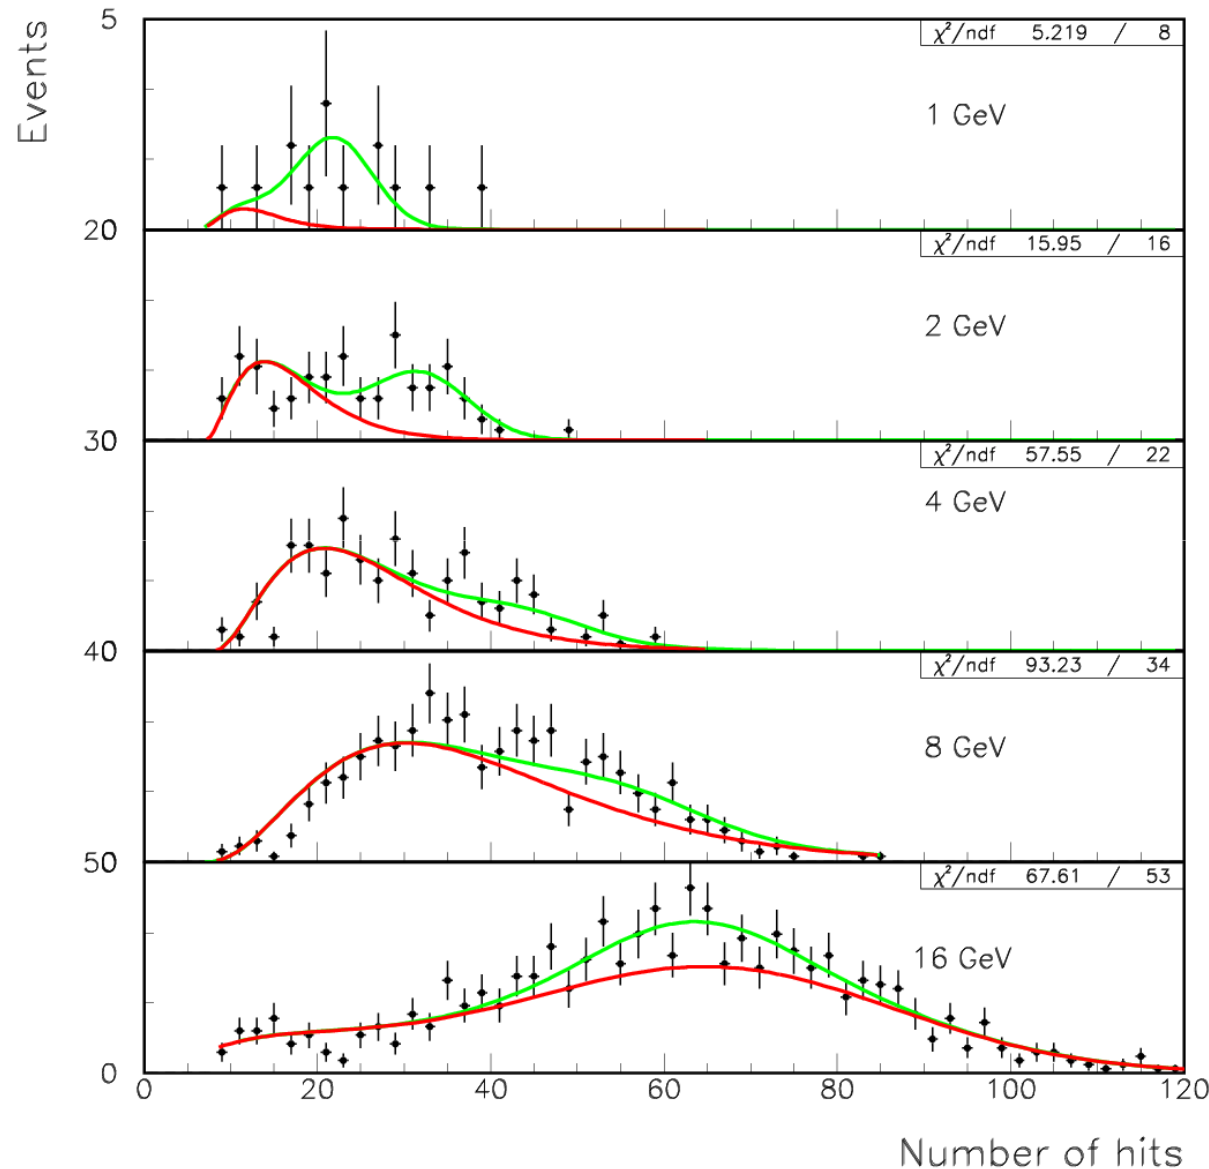 Events
5
χ²/ndf 5.219 / 8
1 GeV
20
χ²/ndf 15.95 / 16
2 GeV
30
χ²/ndf 57.55 / 22
4 GeV
40
χ²/ndf 93.23 / 34
8 GeV
50
χ²/ndf 67.61 / 53
16 GeV
0
0 20 40 60 80 100 120
Number of hits